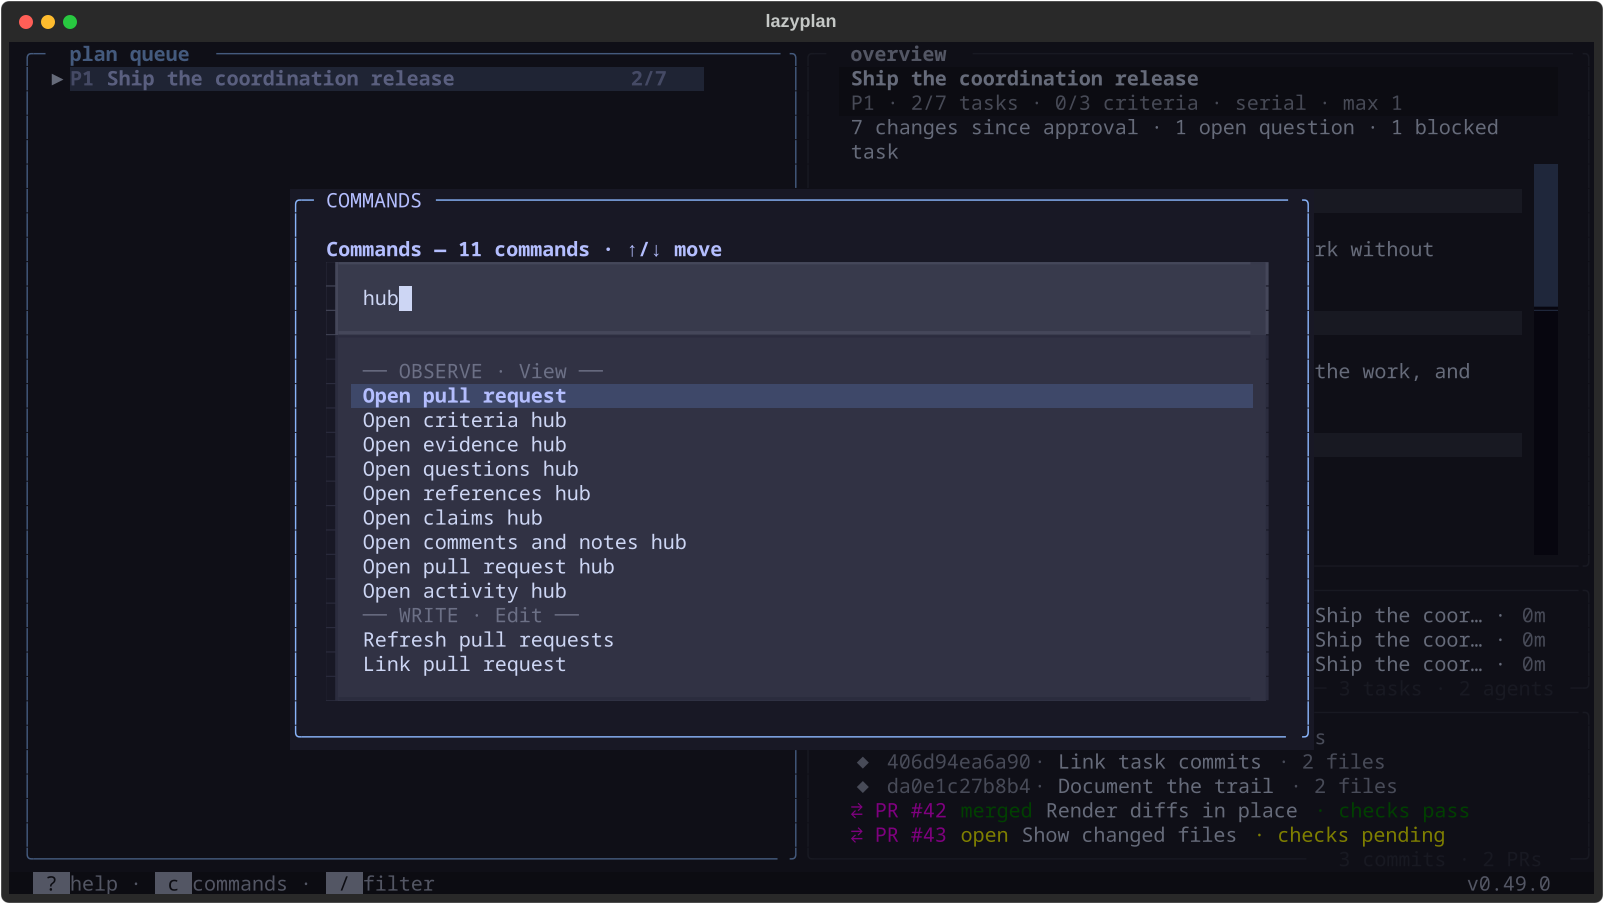 lazyplan
plan queue
▶ P1 Ship the coordination release 2/7
overview
Ship the coordination release
P1 · 2/7 tasks · 0/3 criteria · serial · max 1
7 changes since approval · 1 open question · 1 blocked
task
COMMANDS
Commands — 11 commands · ↑/↓ move
rk without
hub
── OBSERVE · View ──
the work, and
Open pull request
Open criteria hub
Open evidence hub
Open questions hub
Open references hub
Open claims hub
Open comments and notes hub
Open pull request hub
Open activity hub
── WRITE · Edit ──
Refresh pull requests
Link pull request
Ship the coor… · 0m
Ship the coor… · 0m
Ship the coor… · 0m
3 tasks · 2 agents
s
◆ 406d94ea6a90 · Link task commits · 2 files
◆ da0e1c27b8b4 · Document the trail · 2 files
⇄ PR #42 merged Render diffs in place · checks pass
⇄ PR #43 open Show changed files · checks pending
3 commits · 2 PRs
? help · c commands · / filter
v0.49.0